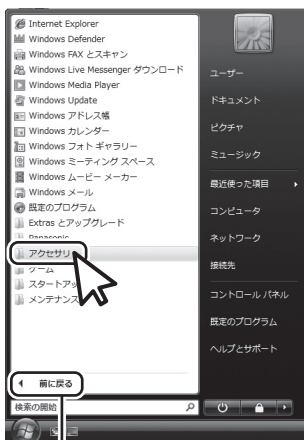 Internet Explorer
Windows Defender
Windows FAX とスキャン
Windows Live Messenger ダウンロード
Windows Media Player
Windows Update
Windows アドレス帳
Windows カレンダー
Windows フォト ギャラリー
Windows ミーティング スペース
Windows ムービー メーカー
Windows メール
既定のプログラム
Extras とアップグレード
Panasonic
アクセサリ
ゲーム
スタートアップ
メンテナンス
前に戻る
検索の開始
ユーザー
ドキュメント
ピクチャ
ミュージック
最近使った項目
コンピュータ
ネットワーク
接続先
コントロール パネル
既定のプログラム
ヘルプとサポート